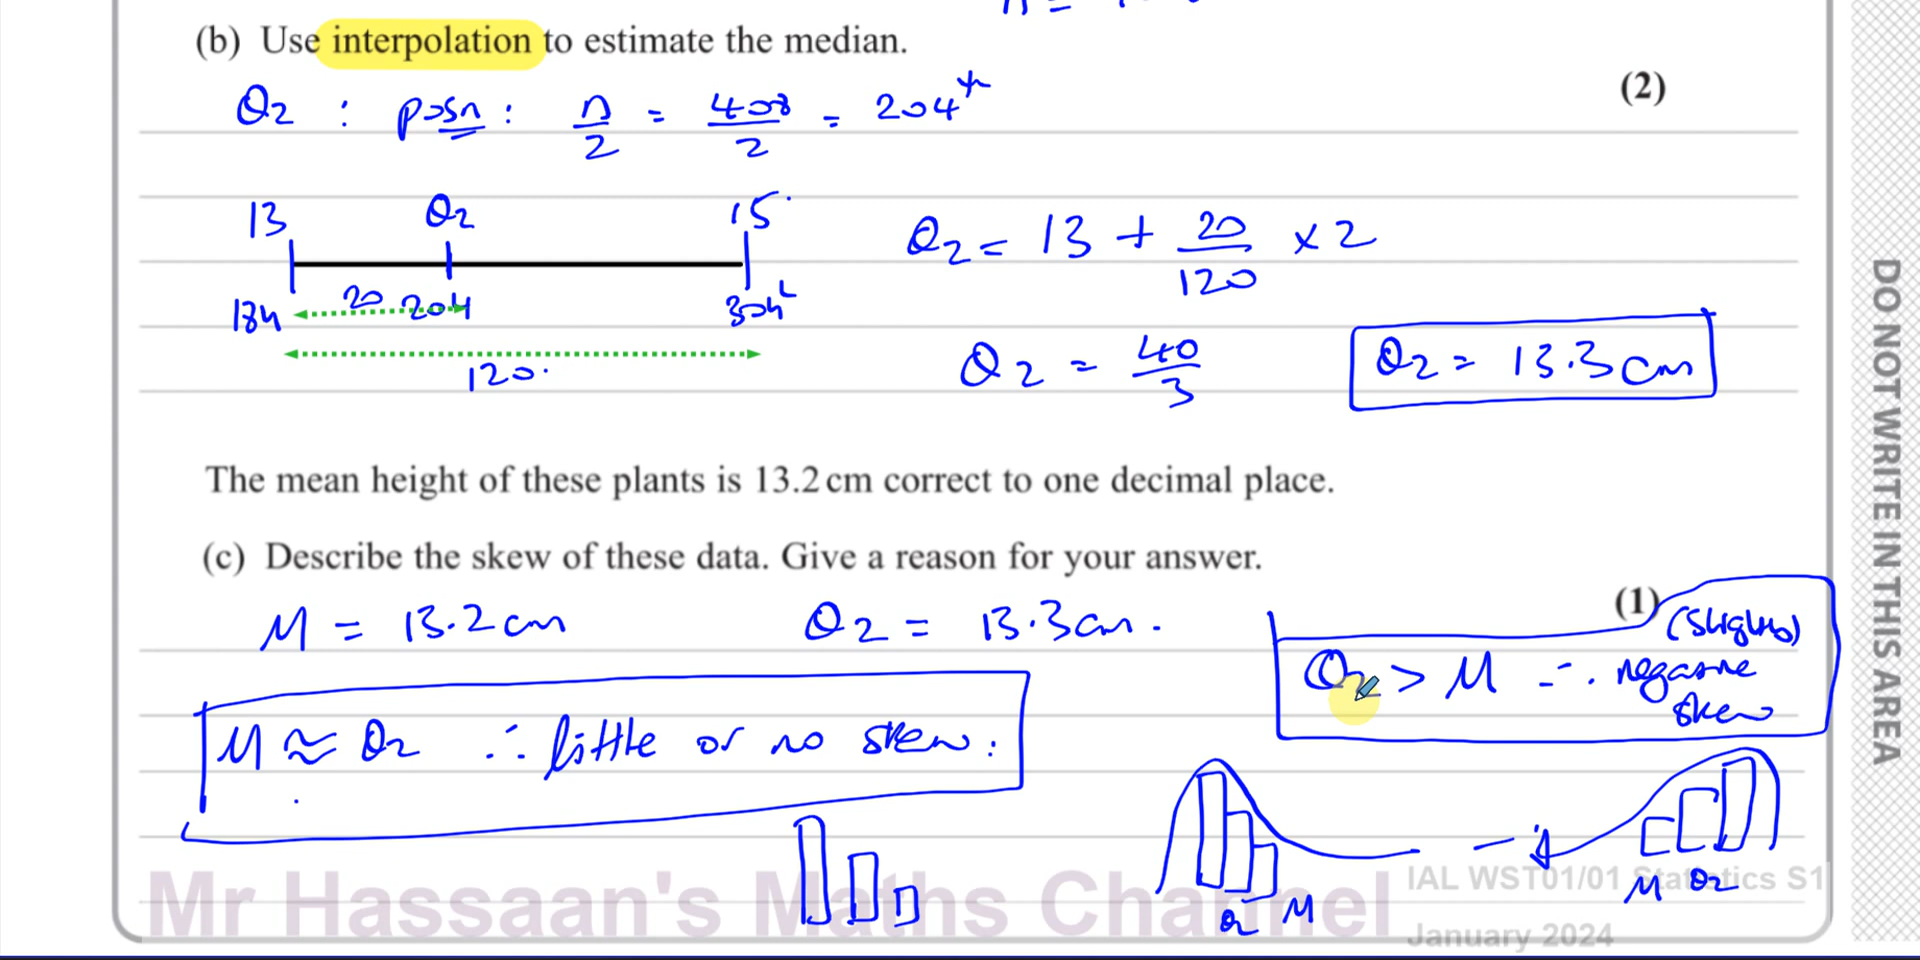 (b) Use interpolation to estimate the median.
(2)
Q2 : posn : n/2 = 408/2 = 204th
13 Q2 15
184 20 204 304
120
Q2 = 13 + 20/120 × 2
Q2 = 40/3
Q2 = 13.3cm
The mean height of these plants is 13.2 cm correct to one decimal place.
(c) Describe the skew of these data. Give a reason for your answer.
(1)
M = 13.2cm Q2 = 13.3cm.
(slightly)
Q2 > M ∴ negative
skew
M ≈ Q2 ∴ little or no skew.
M Q2
Q2 M
Mr Hassaan's Maths Channel
IAL WST01/01 Statistics S1
January 2024
DO NOT WRITE IN THIS AREA